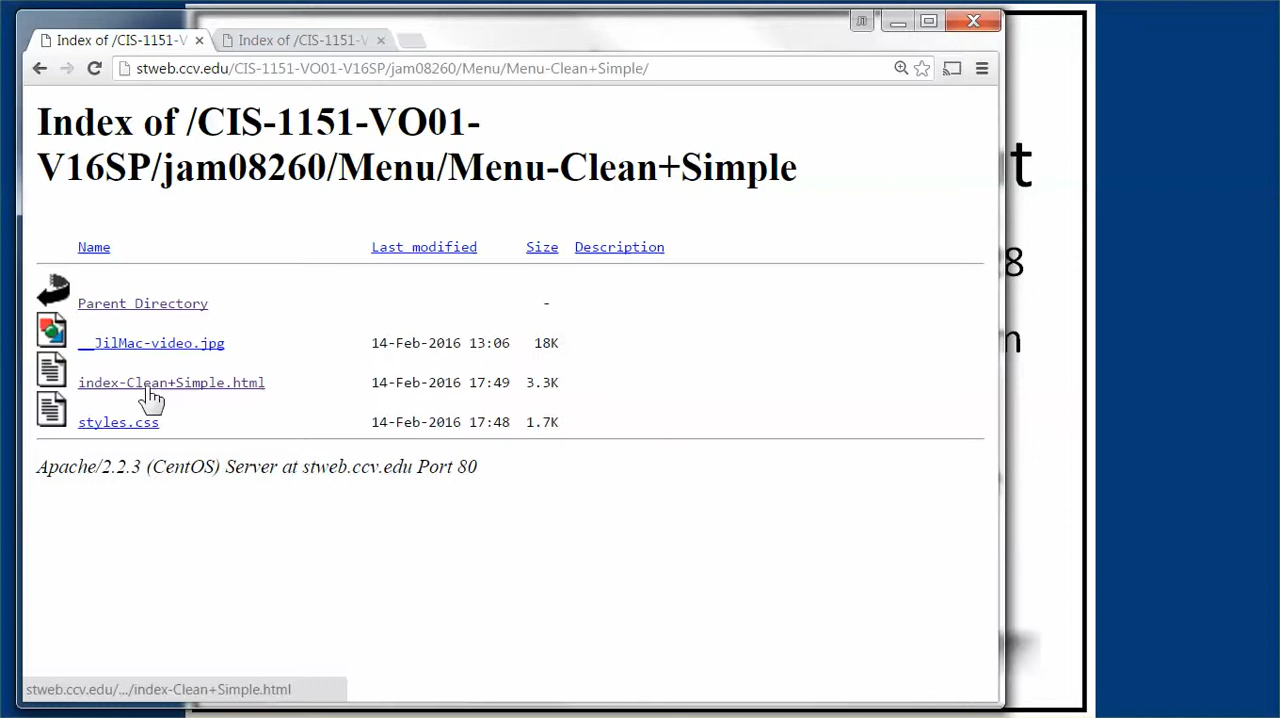 Index of /CIS-1151-V
Index of /CIS-1151-V
stweb.ccv.edu/CIS-1151-VO01-V16SP/jam08260/Menu/Menu-Clean+Simple/
Index of /CIS-1151-VO01-
V16SP/jam08260/Menu/Menu-Clean+Simple
Name Last modified Size Description
Parent Directory -
__JilMac-video.jpg 14-Feb-2016 13:06 18K
index-Clean+Simple.html 14-Feb-2016 17:49 3.3K
styles.css 14-Feb-2016 17:48 1.7K
Apache/2.2.3 (CentOS) Server at stweb.ccv.edu Port 80
stweb.ccv.edu/.../index-Clean+Simple.html
t
8
n